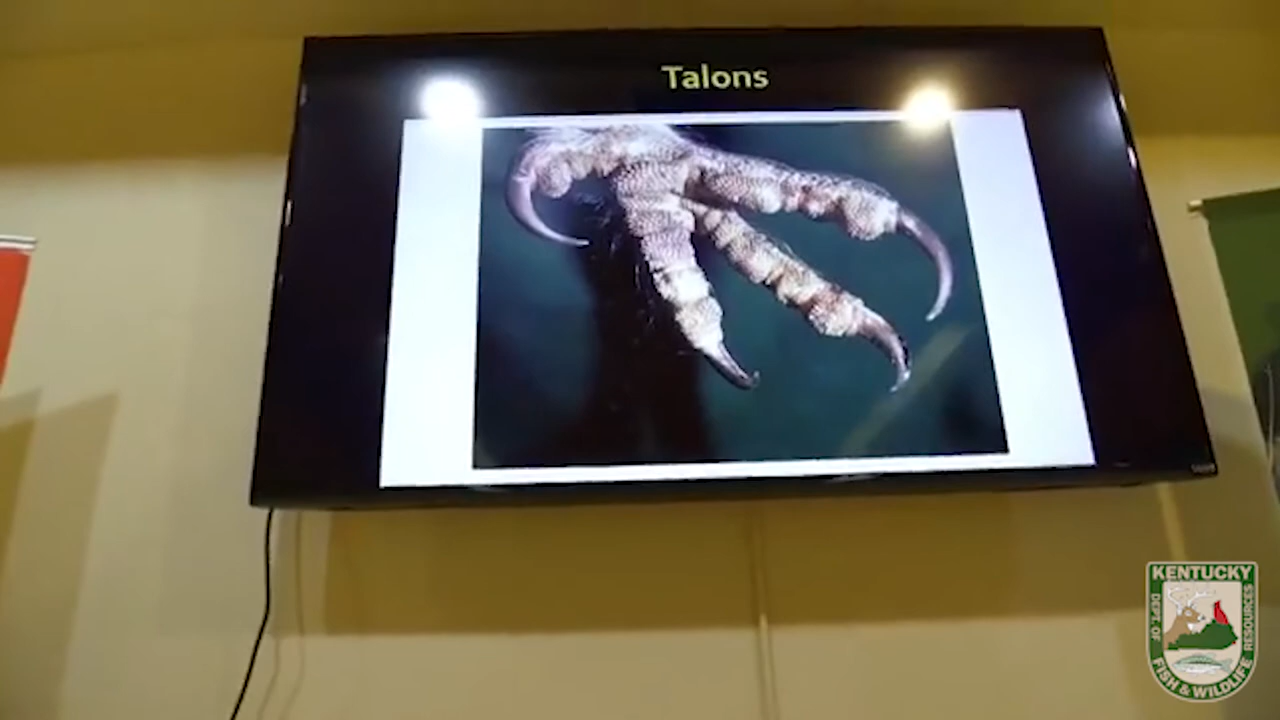 Talons
KENTUCKY
DEPT. OF
RESOURCES
FISH & WILDLIFE